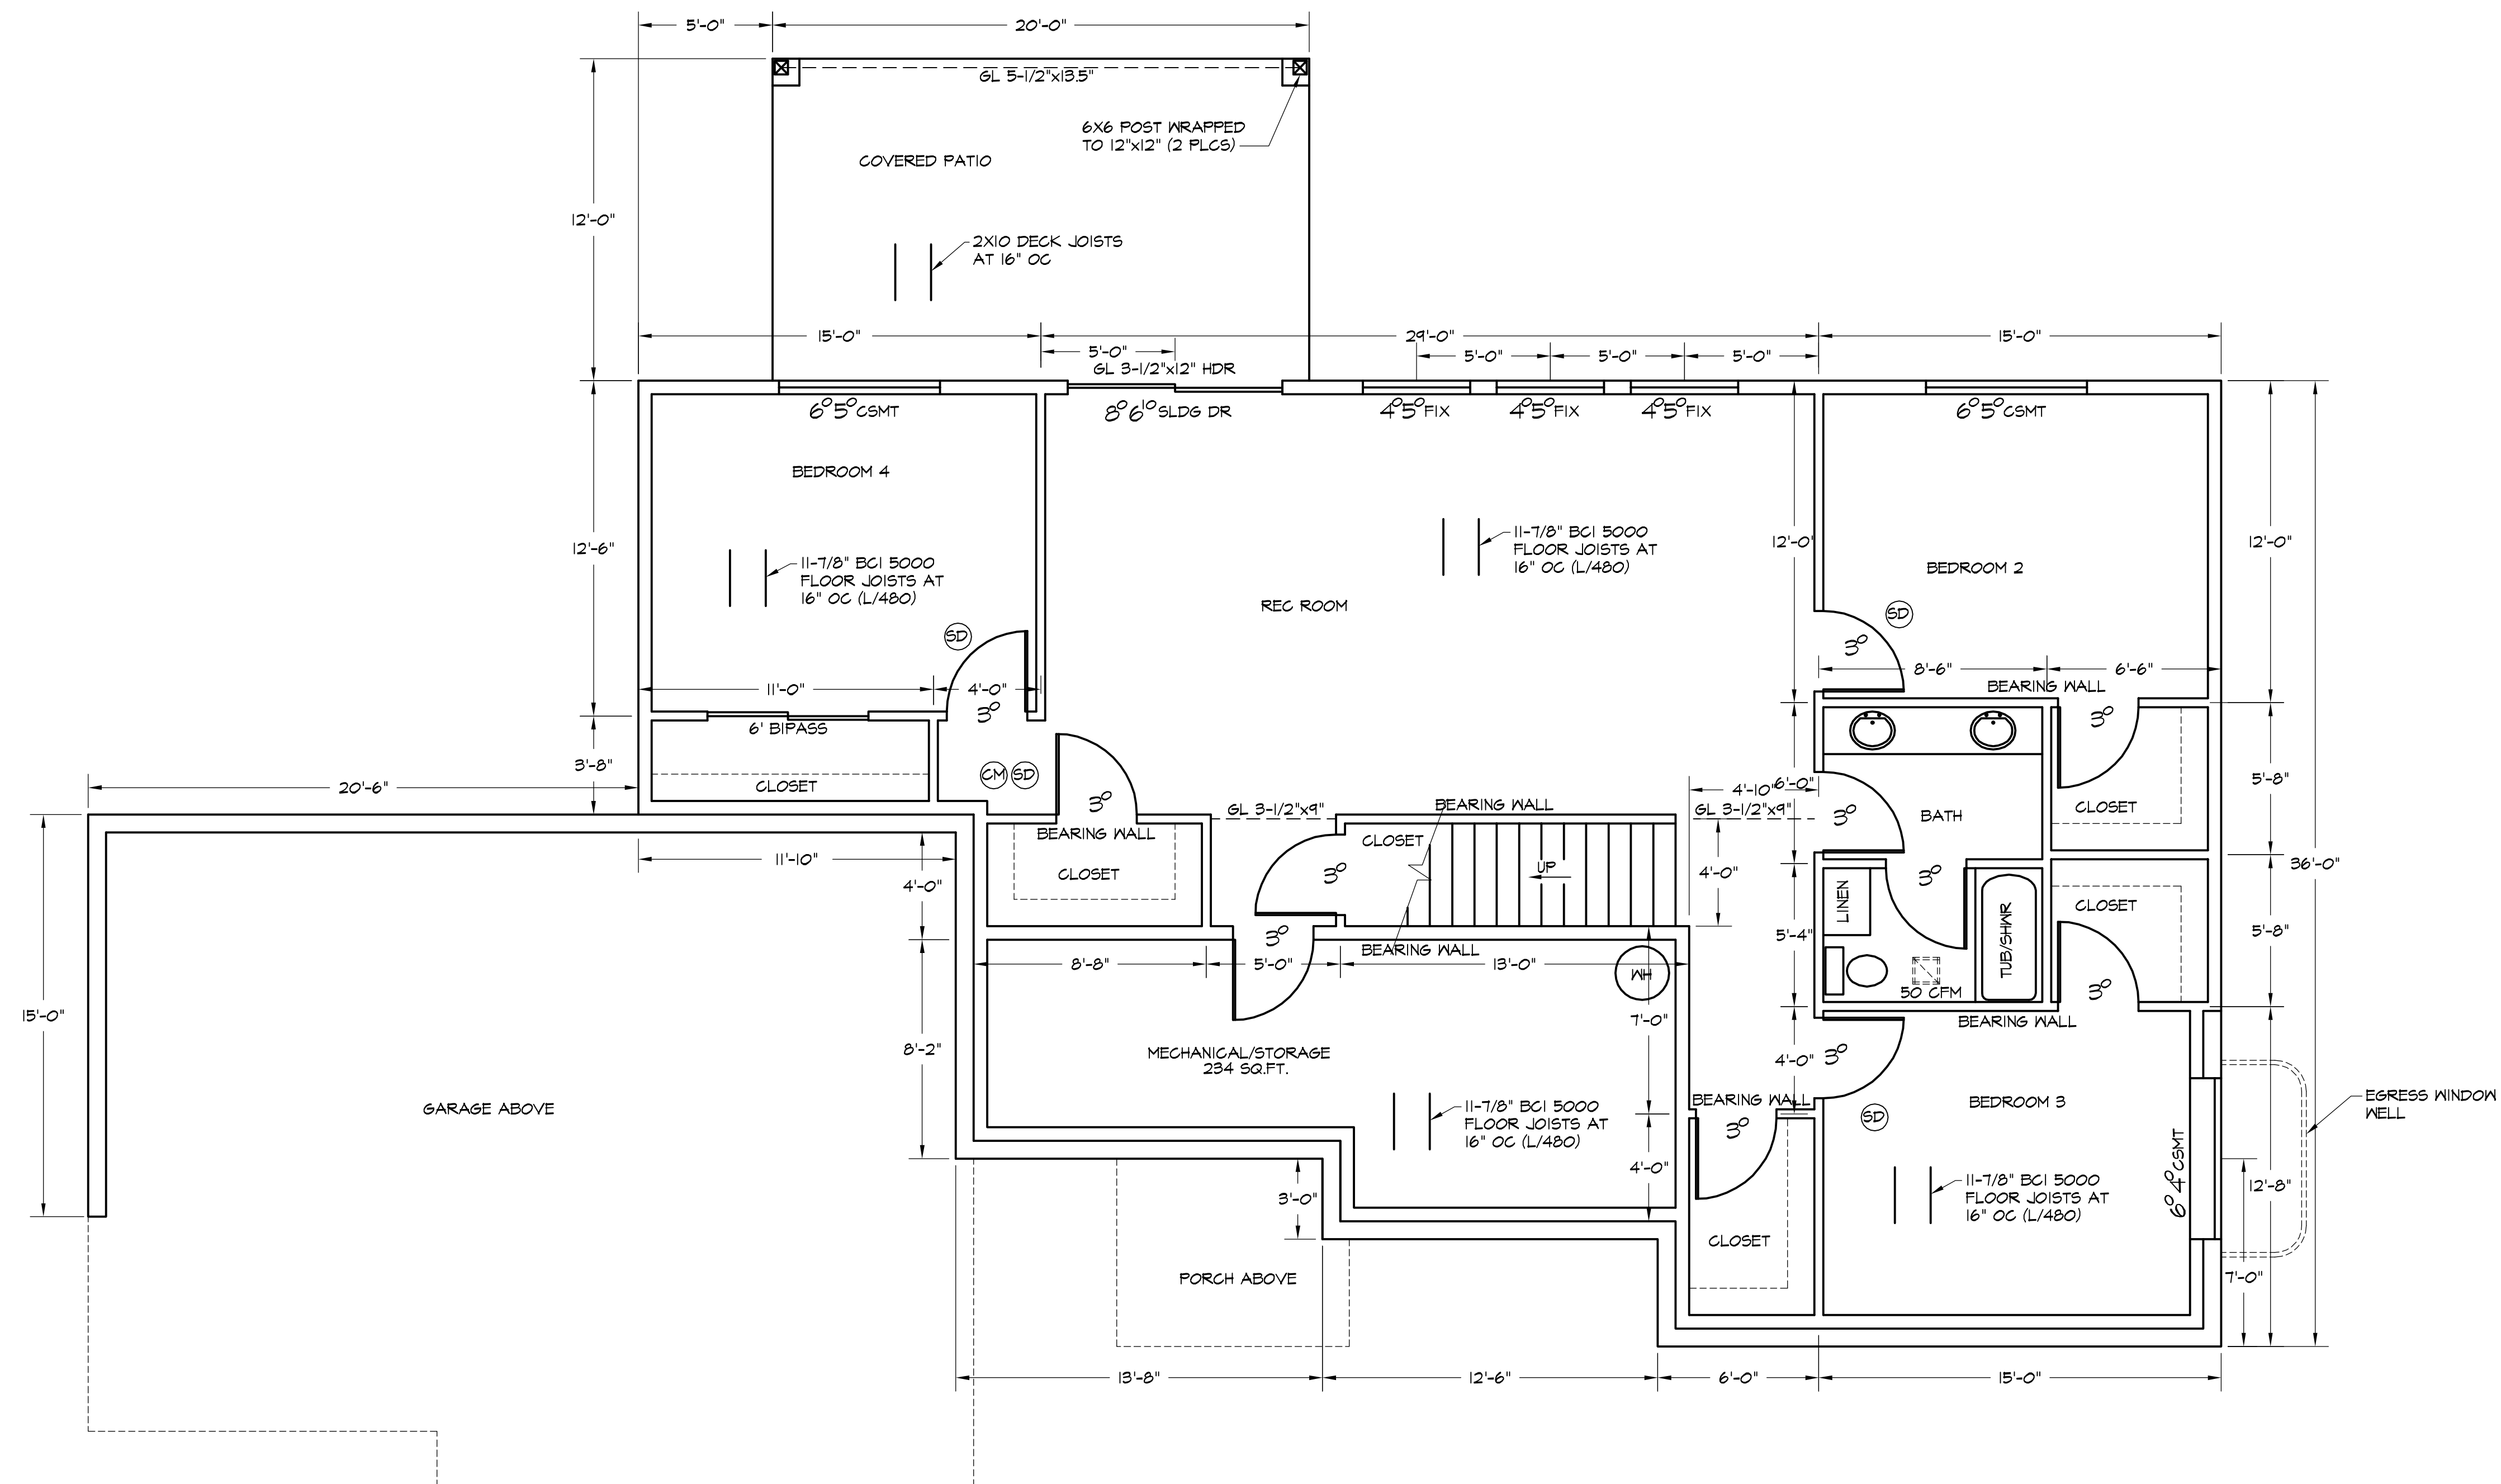 5'-0"
20'-0"
GL 5-1/2"x13.5"
6X6 POST WRAPPED
TO 12"x12" (2 PLCS)
COVERED PATIO
12'-0"
2X10 DECK JOISTS
AT 16" OC
15'-0"
29'-0"
15'-0"
5'-0"
5'-0"
5'-0"
5'-0"
GL 3-1/2"x12" HDR
6⁰5⁰CSMT
8⁰6¹⁰SLDG DR
4⁰5⁰FIX
4⁰5⁰FIX
4⁰5⁰FIX
6⁰5⁰CSMT
BEDROOM 4
12'-6"
11-7/8" BCI 5000
FLOOR JOISTS AT
16" OC (L/480)
11-7/8" BCI 5000
FLOOR JOISTS AT
16" OC (L/480)
12'-0"
12'-0"
BEDROOM 2
REC ROOM
SD
SD
3⁰
8'-6"
6'-6"
BEARING WALL
11'-0"
4'-0"
3⁰
3⁰
6' BIPASS
3'-8"
CM
SD
CLOSET
20'-6"
3⁰
5'-8"
6'-0"
4'-10"
GL 3-1/2"x9"
BEARING WALL
GL 3-1/2"x9"
CLOSET
3⁰
BATH
BEARING WALL
CLOSET
11'-10"
4'-0"
CLOSET
3⁰
UP
4'-0"
3⁰
36'-0"
LINEN
TUB/SHWR
CLOSET
3⁰
BEARING WALL
5'-4"
5'-8"
8'-8"
5'-0"
13'-0"
WH
50 CFM
3⁰
15'-0"
7'-0"
BEARING WALL
8'-2"
MECHANICAL/STORAGE
234 SQ.FT.
4'-0"
3⁰
GARAGE ABOVE
11-7/8" BCI 5000
FLOOR JOISTS AT
16" OC (L/480)
BEARING WALL
3⁰
SD
BEDROOM 3
EGRESS WINDOW
WELL
6⁰4⁰CSMT
4'-0"
3'-0"
11-7/8" BCI 5000
FLOOR JOISTS AT
16" OC (L/480)
12'-8"
CLOSET
PORCH ABOVE
7'-0"
13'-8"
12'-6"
6'-0"
15'-0"